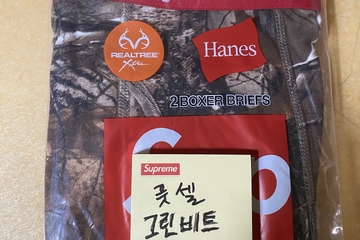 REALTREE
Xtra
Hanes
2 BOXER BRIEFS
Supreme
굿셀
그린비트